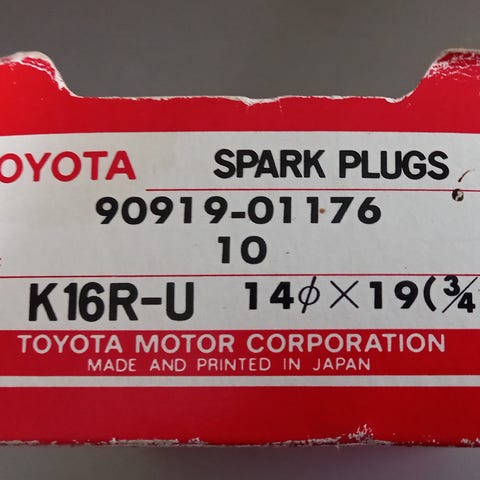 OYOTA SPARK PLUGS
90919-01176
10
K16R-U 14φ×19(3/4
TOYOTA MOTOR CORPORATION
MADE AND PRINTED IN JAPAN